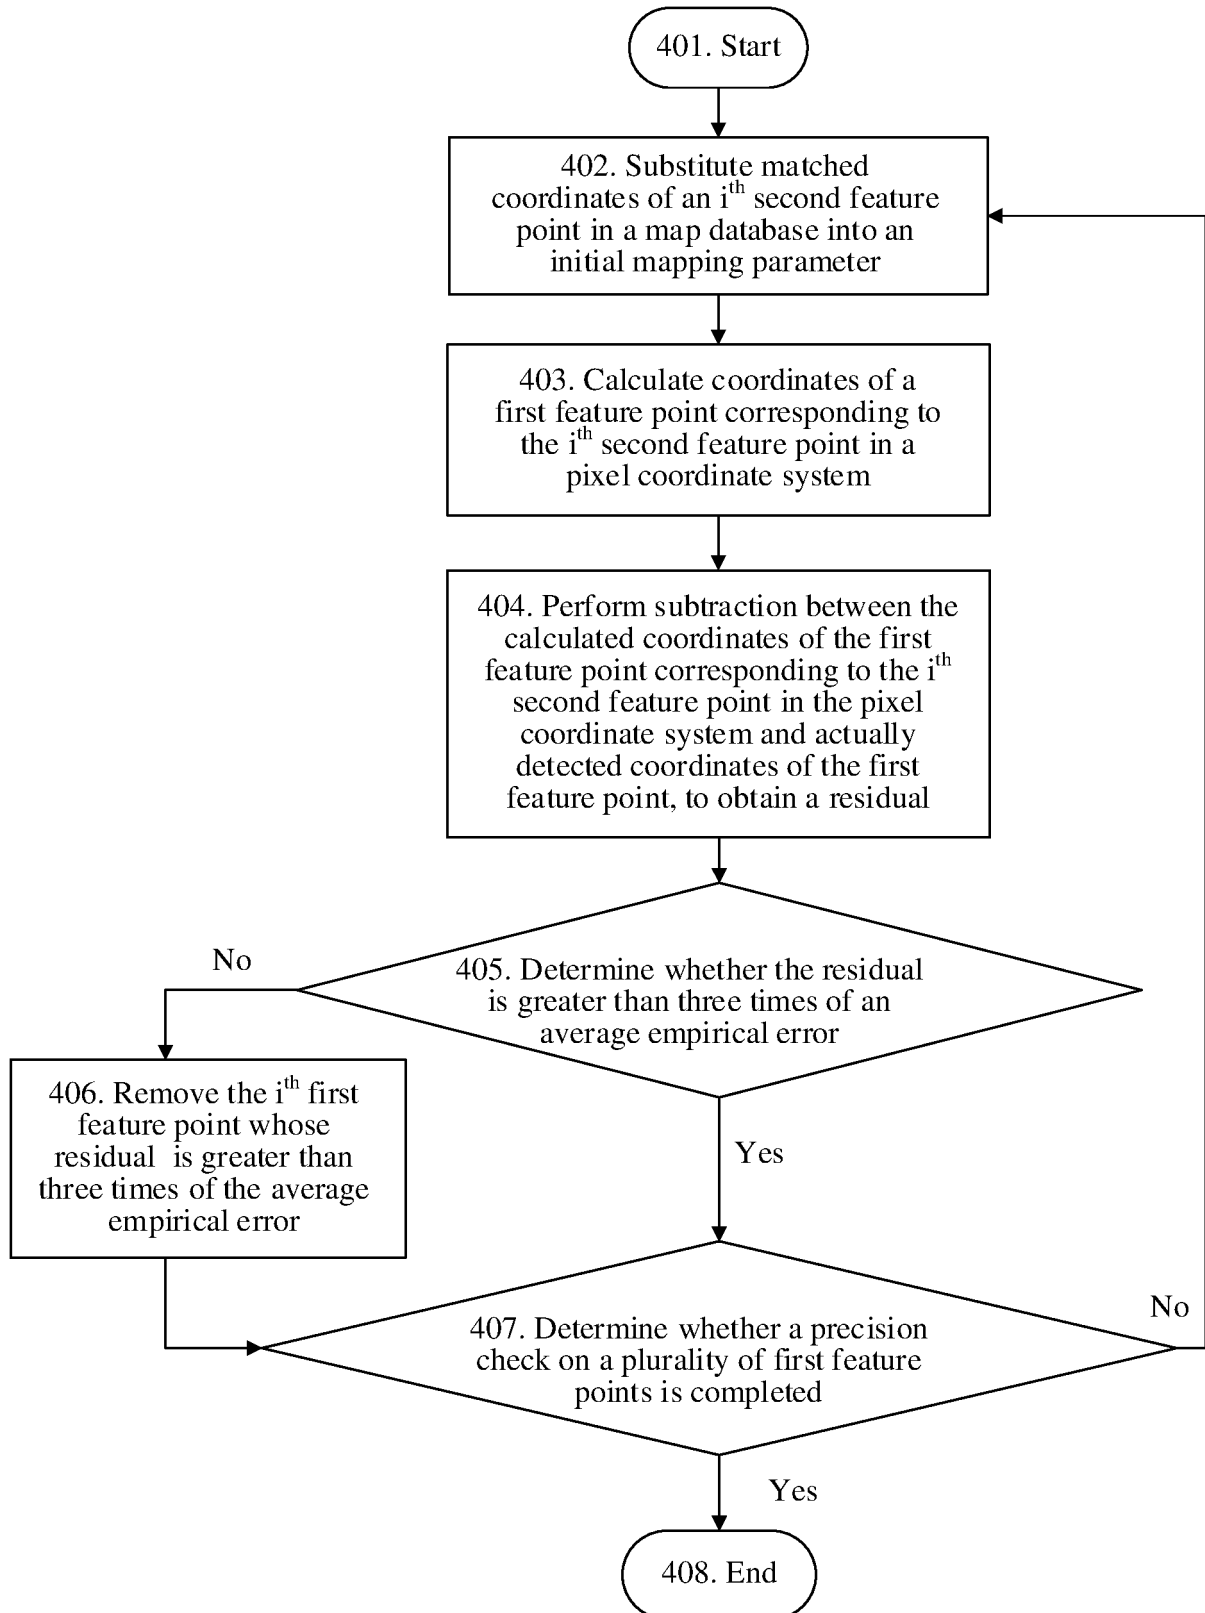 401. Start
402. Substitute matched
coordinates of an i^th second feature
point in a map database into an
initial mapping parameter
403. Calculate coordinates of a
first feature point corresponding to
the i^th second feature point in a
pixel coordinate system
404. Perform subtraction between the
calculated coordinates of the first
feature point corresponding to the i^th
second feature point in the pixel
coordinate system and actually
detected coordinates of the first
feature point, to obtain a residual
No
405. Determine whether the residual
is greater than three times of an
average empirical error
406. Remove the i^th first
feature point whose
residual is greater than
three times of the average
empirical error
Yes
No
407. Determine whether a precision
check on a plurality of first feature
points is completed
Yes
408. End